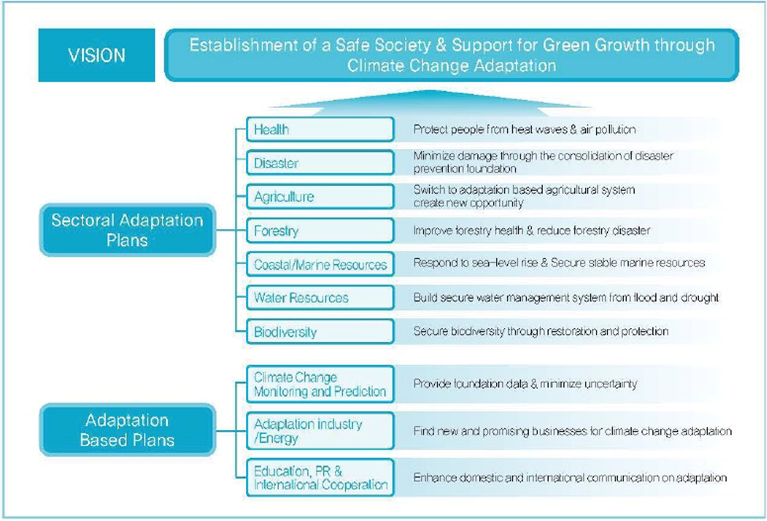 VISION
Establishment of a Safe Society & Support for Green Growth through
Climate Change Adaptation
Sectoral Adaptation
Plans
Health
Protect people from heat waves & air pollution
Disaster
Minimize damage through the consolidation of disaster
prevention foundation
Agriculture
Switch to adaptation based agricultural system
create new opportunity
Forestry
Improve forestry health & reduce forestry disaster
Coastal/Marine Resources
Respond to sea-level rise & Secure stable marine resources
Water Resources
Build secure water management system from flood and drought
Biodiversity
Secure biodiversity through restoration and protection
Adaptation
Based Plans
Climate Change
Monitoring and Prediction
Provide foundation data & minimize uncertainty
Adaptation industry
/Energy
Find new and promising businesses for climate change adaptation
Education, PR &
International Cooperation
Enhance domestic and international communication on adaptation